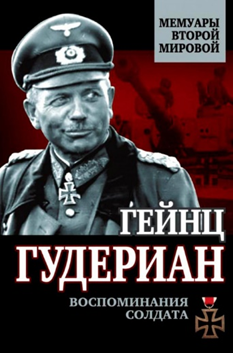 МЕМУАРЫ
ВТОРОЙ
МИРОВОЙ
ГЕЙНЦ
ГУДЕРИАН
ВОСПОМИНАНИЯ
СОЛДАТА